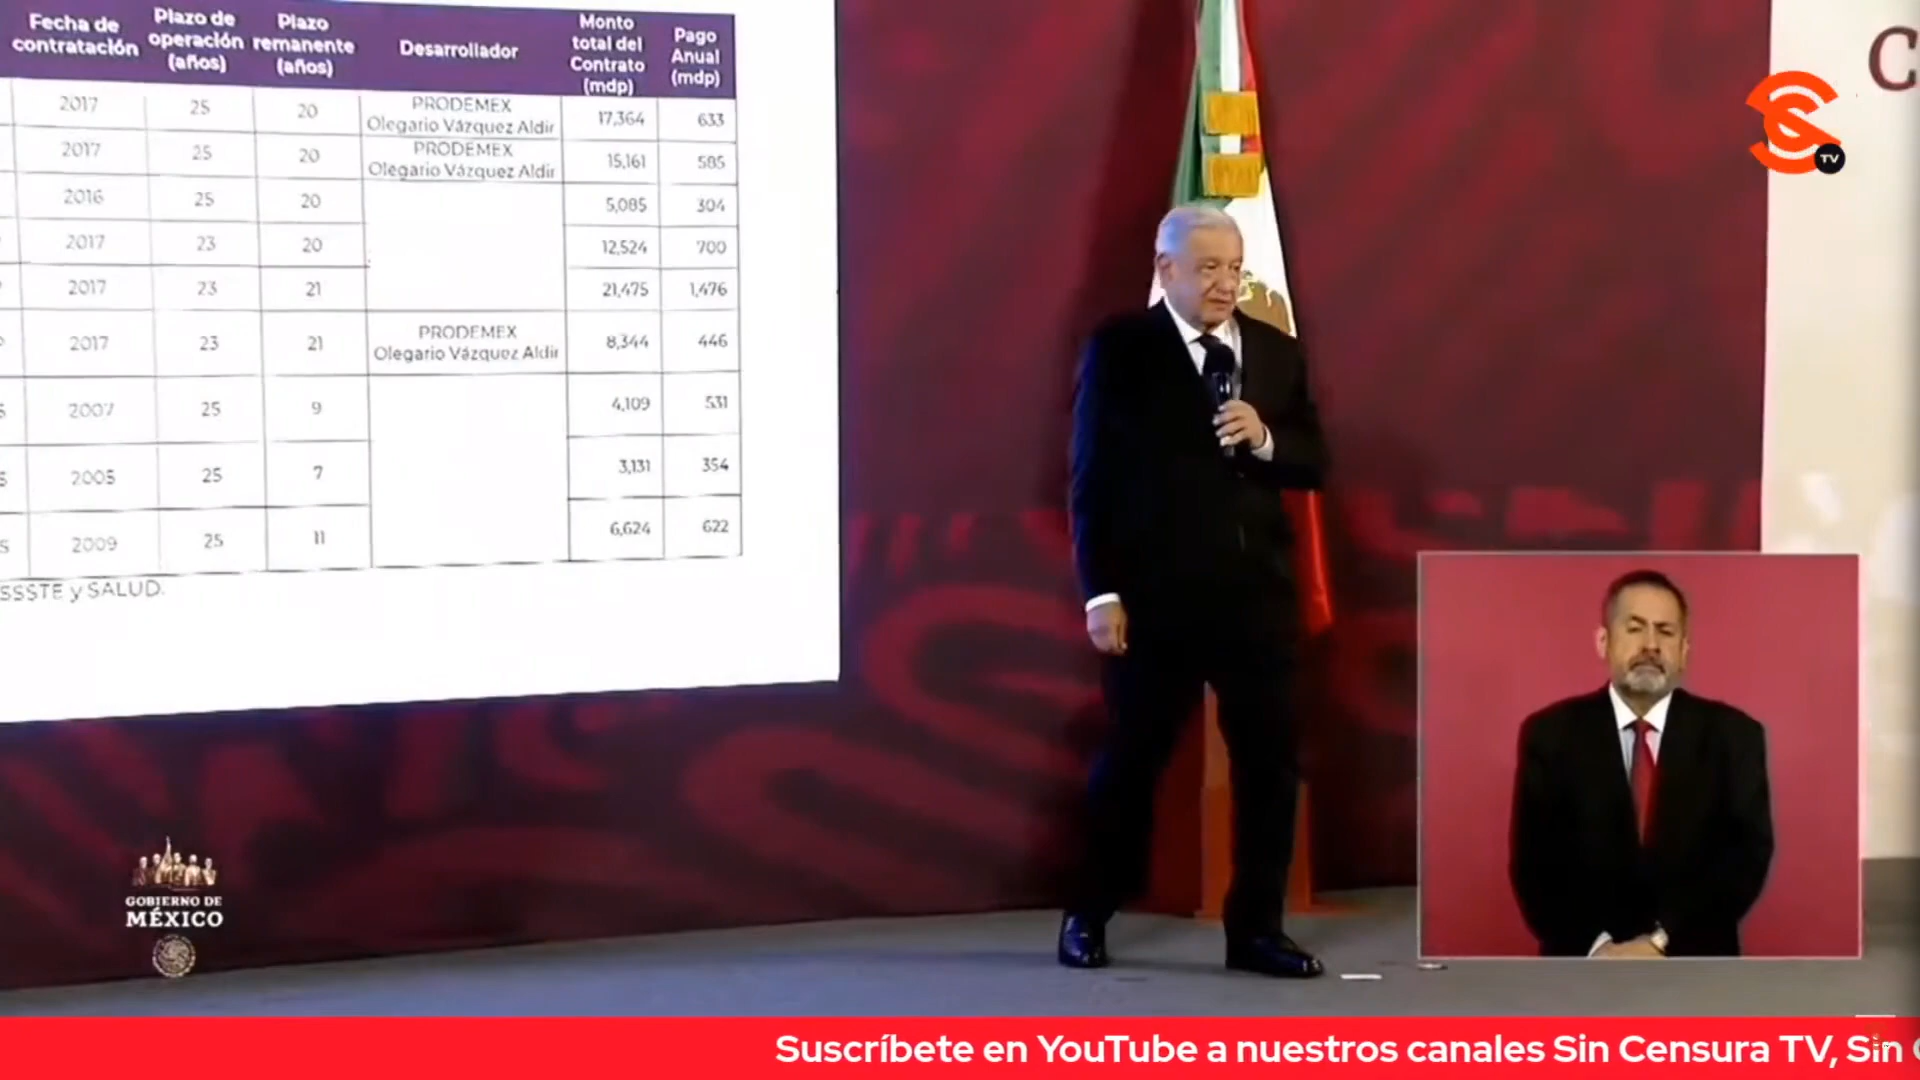 Fecha de contratación
Plazo de operación (años)
Plazo remanente (años)
Desarrollador
Monto total del Contrato (mdp)
Pago Anual (mdp)
2017 25 20 PRODEMEX Olegario Vázquez Aldir 17,364 633
2017 25 20 PRODEMEX Olegario Vázquez Aldir 15,161 585
2016 25 20 5,085 304
2017 23 20 12,524 700
2017 23 21 21,475 1,476
2017 23 21 PRODEMEX Olegario Vázquez Aldir 8,344 446
2007 25 9 4,109 531
2005 25 7 3,131 354
2009 25 11 6,624 622
SSSTE y SALUD.
C
TV
GOBIERNO DE
MÉXICO
Suscríbete en YouTube a nuestros canales Sin Censura TV, Sin